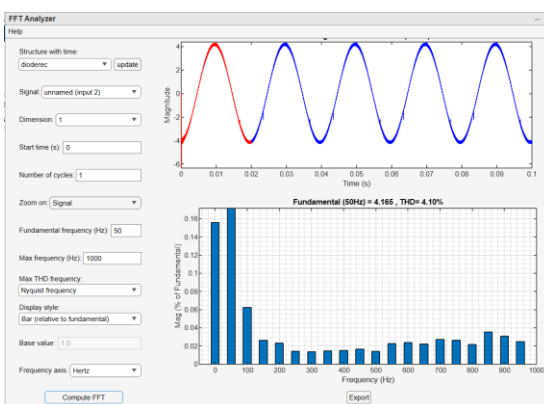 FFT Analyzer
Help
Structure with time:
dioderec
update
Signal: unnamed (input 2)
Dimension: 1
Start time (s): 0
Number of cycles: 1
Zoom on: Signal
Fundamental frequency (Hz): 50
Max frequency (Hz): 1000
Max THD frequency:
Nyquist frequency
Display style:
Bar (relative to fundamental)
Base value: 1.0
Frequency axis: Hertz
Compute FFT
4
2
0
-2
-4
-6
Magnitude
0 0.01 0.02 0.03 0.04 0.05 0.06 0.07 0.08 0.09 0.1
Time (s)
Fundamental (50Hz) = 4.165 , THD= 4.10%
0.16
0.14
0.12
0.1
0.08
0.06
0.04
0.02
0
Mag (% of Fundamental)
0 100 200 300 400 500 600 700 800 900 1000
Frequency (Hz)
Export